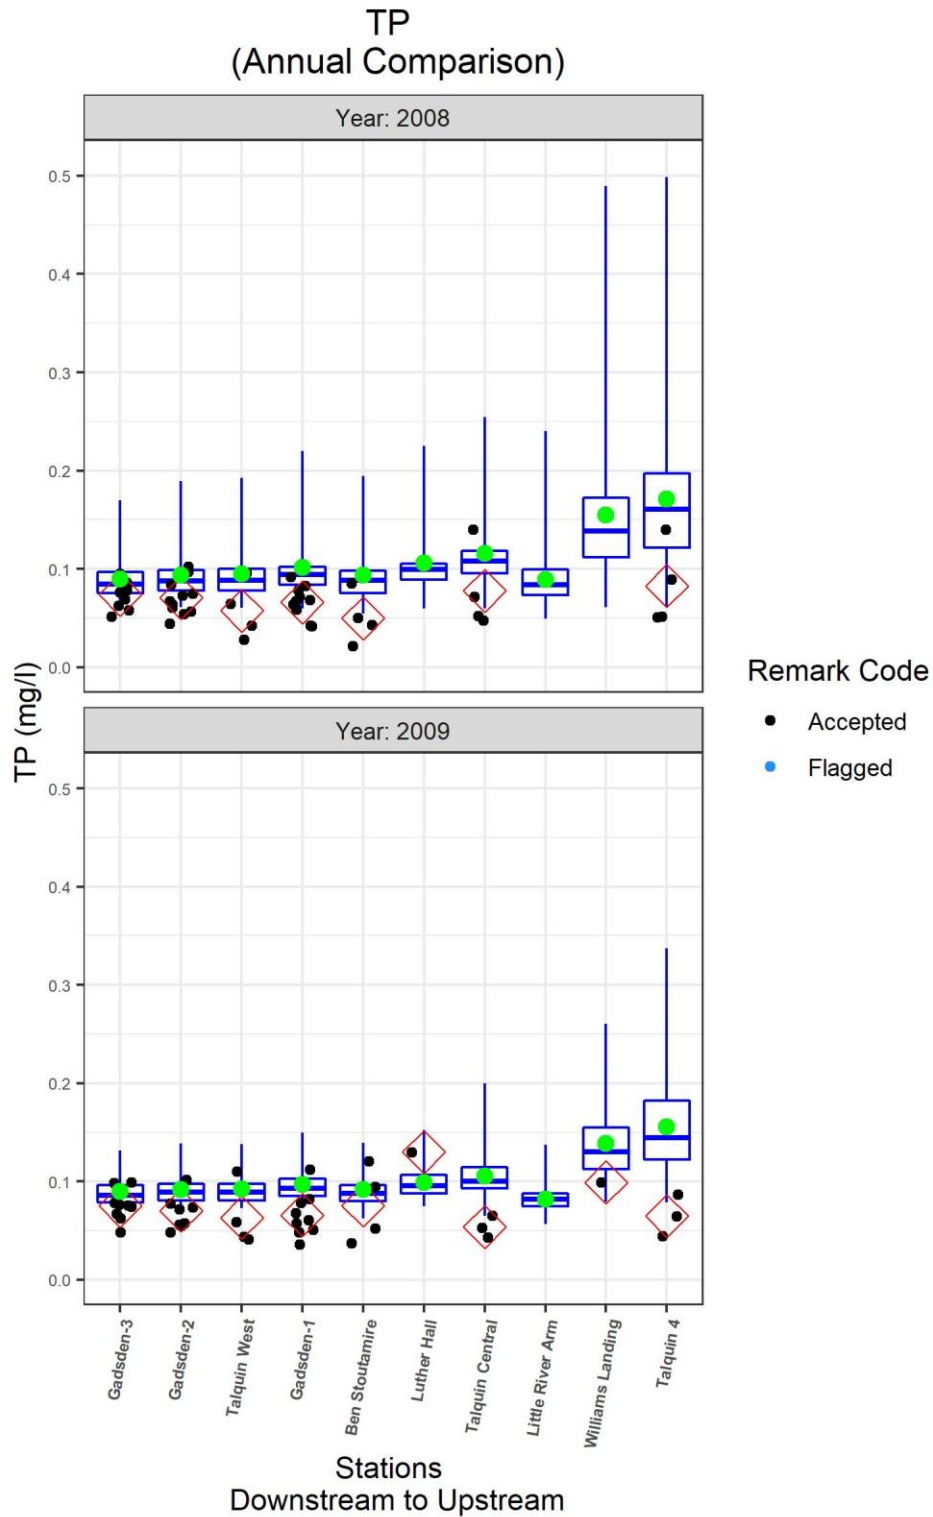 TP
(Annual Comparison)
Year: 2008
0.5
0.4
0.3
0.2
0.1
0.0
TP (mg/l)
Remark Code
Accepted
Flagged
Year: 2009
0.5
0.4
0.3
0.2
0.1
0.0
Gadsden-3
Gadsden-2
Talquin West
Gadsden-1
Ben Stoutamire
Luther Hall
Talquin Central
Little River Arm
Williams Landing
Talquin 4
Stations
Downstream to Upstream